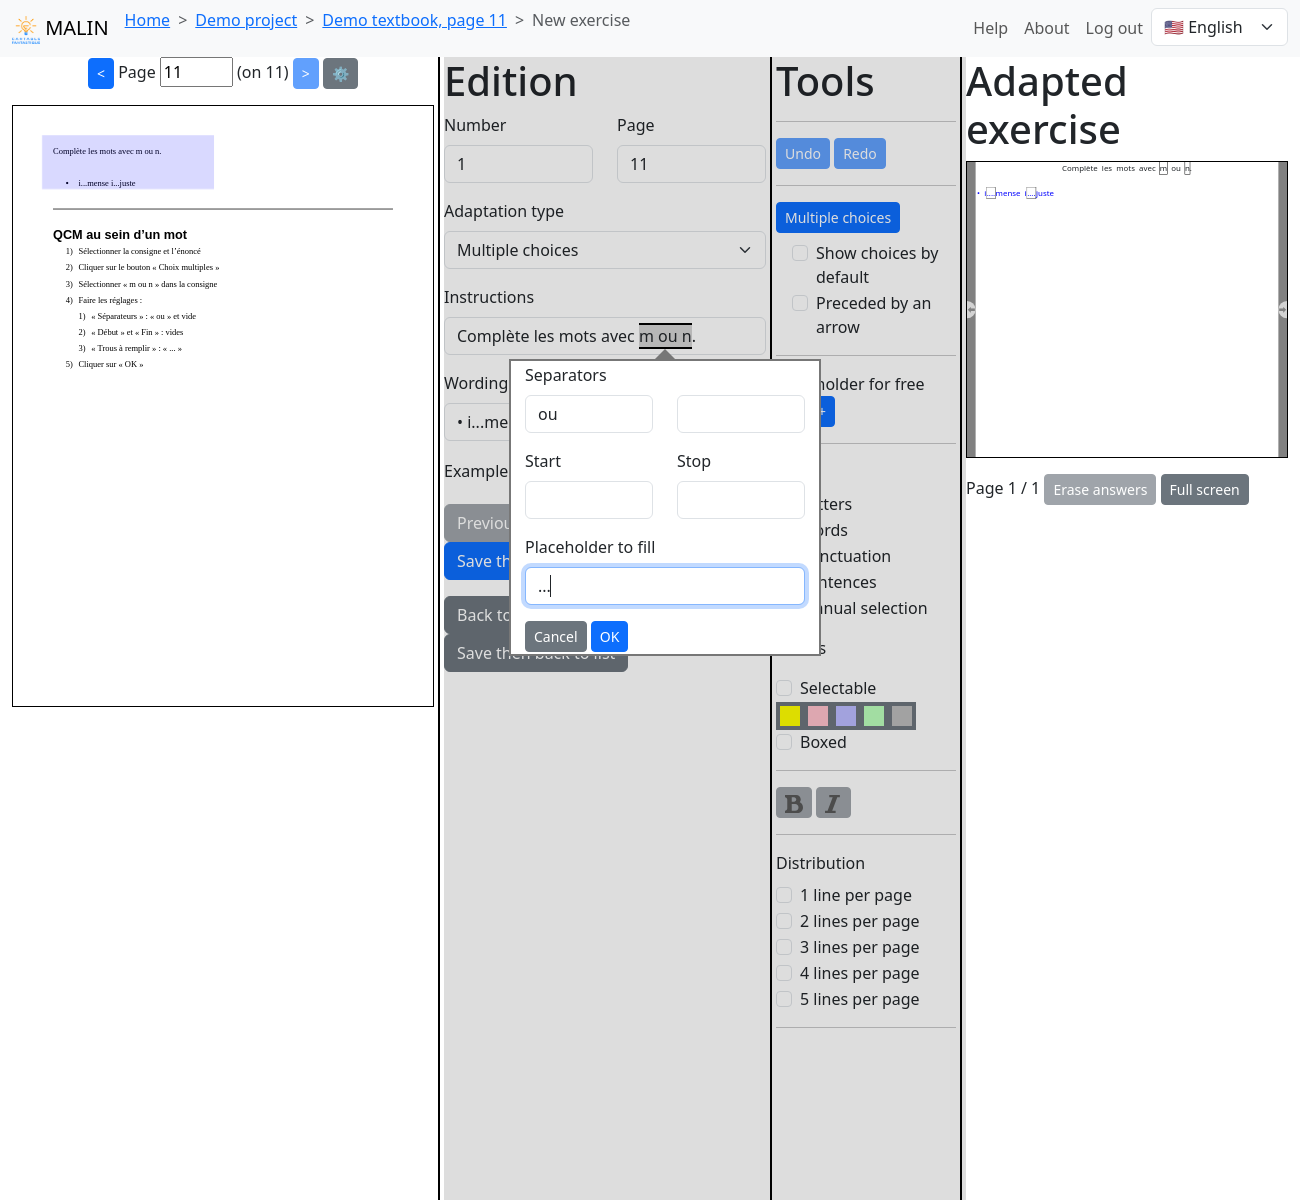 MALIN
Home > Demo project > Demo textbook, page 11 > New exercise
Help About Log out 🇺🇸 English
< Page 11 (on 11) > ⚙️
Complète les mots avec m ou n.
• i...mense i...juste
QCM au sein d’un mot
1) Sélectionner la consigne et l’énoncé
2) Cliquer sur le bouton « Choix multiples »
3) Sélectionner « m ou n » dans la consigne
4) Faire les réglages :
1) « Séparateurs » : « ou » et vide
2) « Début » et « Fin » : vides
3) « Trous à remplir » : « ... »
5) Cliquer sur « OK »
Edition
Number Page
1 11
Adaptation type
Multiple choices
Instructions
Complète les mots avec m ou n.
Wording
• i...me
Example
Previou
Save th
Back to
Save then back to list
Separators
ou
Start Stop
Placeholder to fill
...
Cancel OK
Tools
Undo Redo
Multiple choices
Show choices by
default
Preceded by an
arrow
holder for free
+
tters
ords
nctuation
ntences
nual selection
s
Selectable
Boxed
B I
Distribution
1 line per page
2 lines per page
3 lines per page
4 lines per page
5 lines per page
Adapted
exercise
Complète les mots avec m ou n.
• i...mense i...juste
Page 1 / 1 Erase answers Full screen